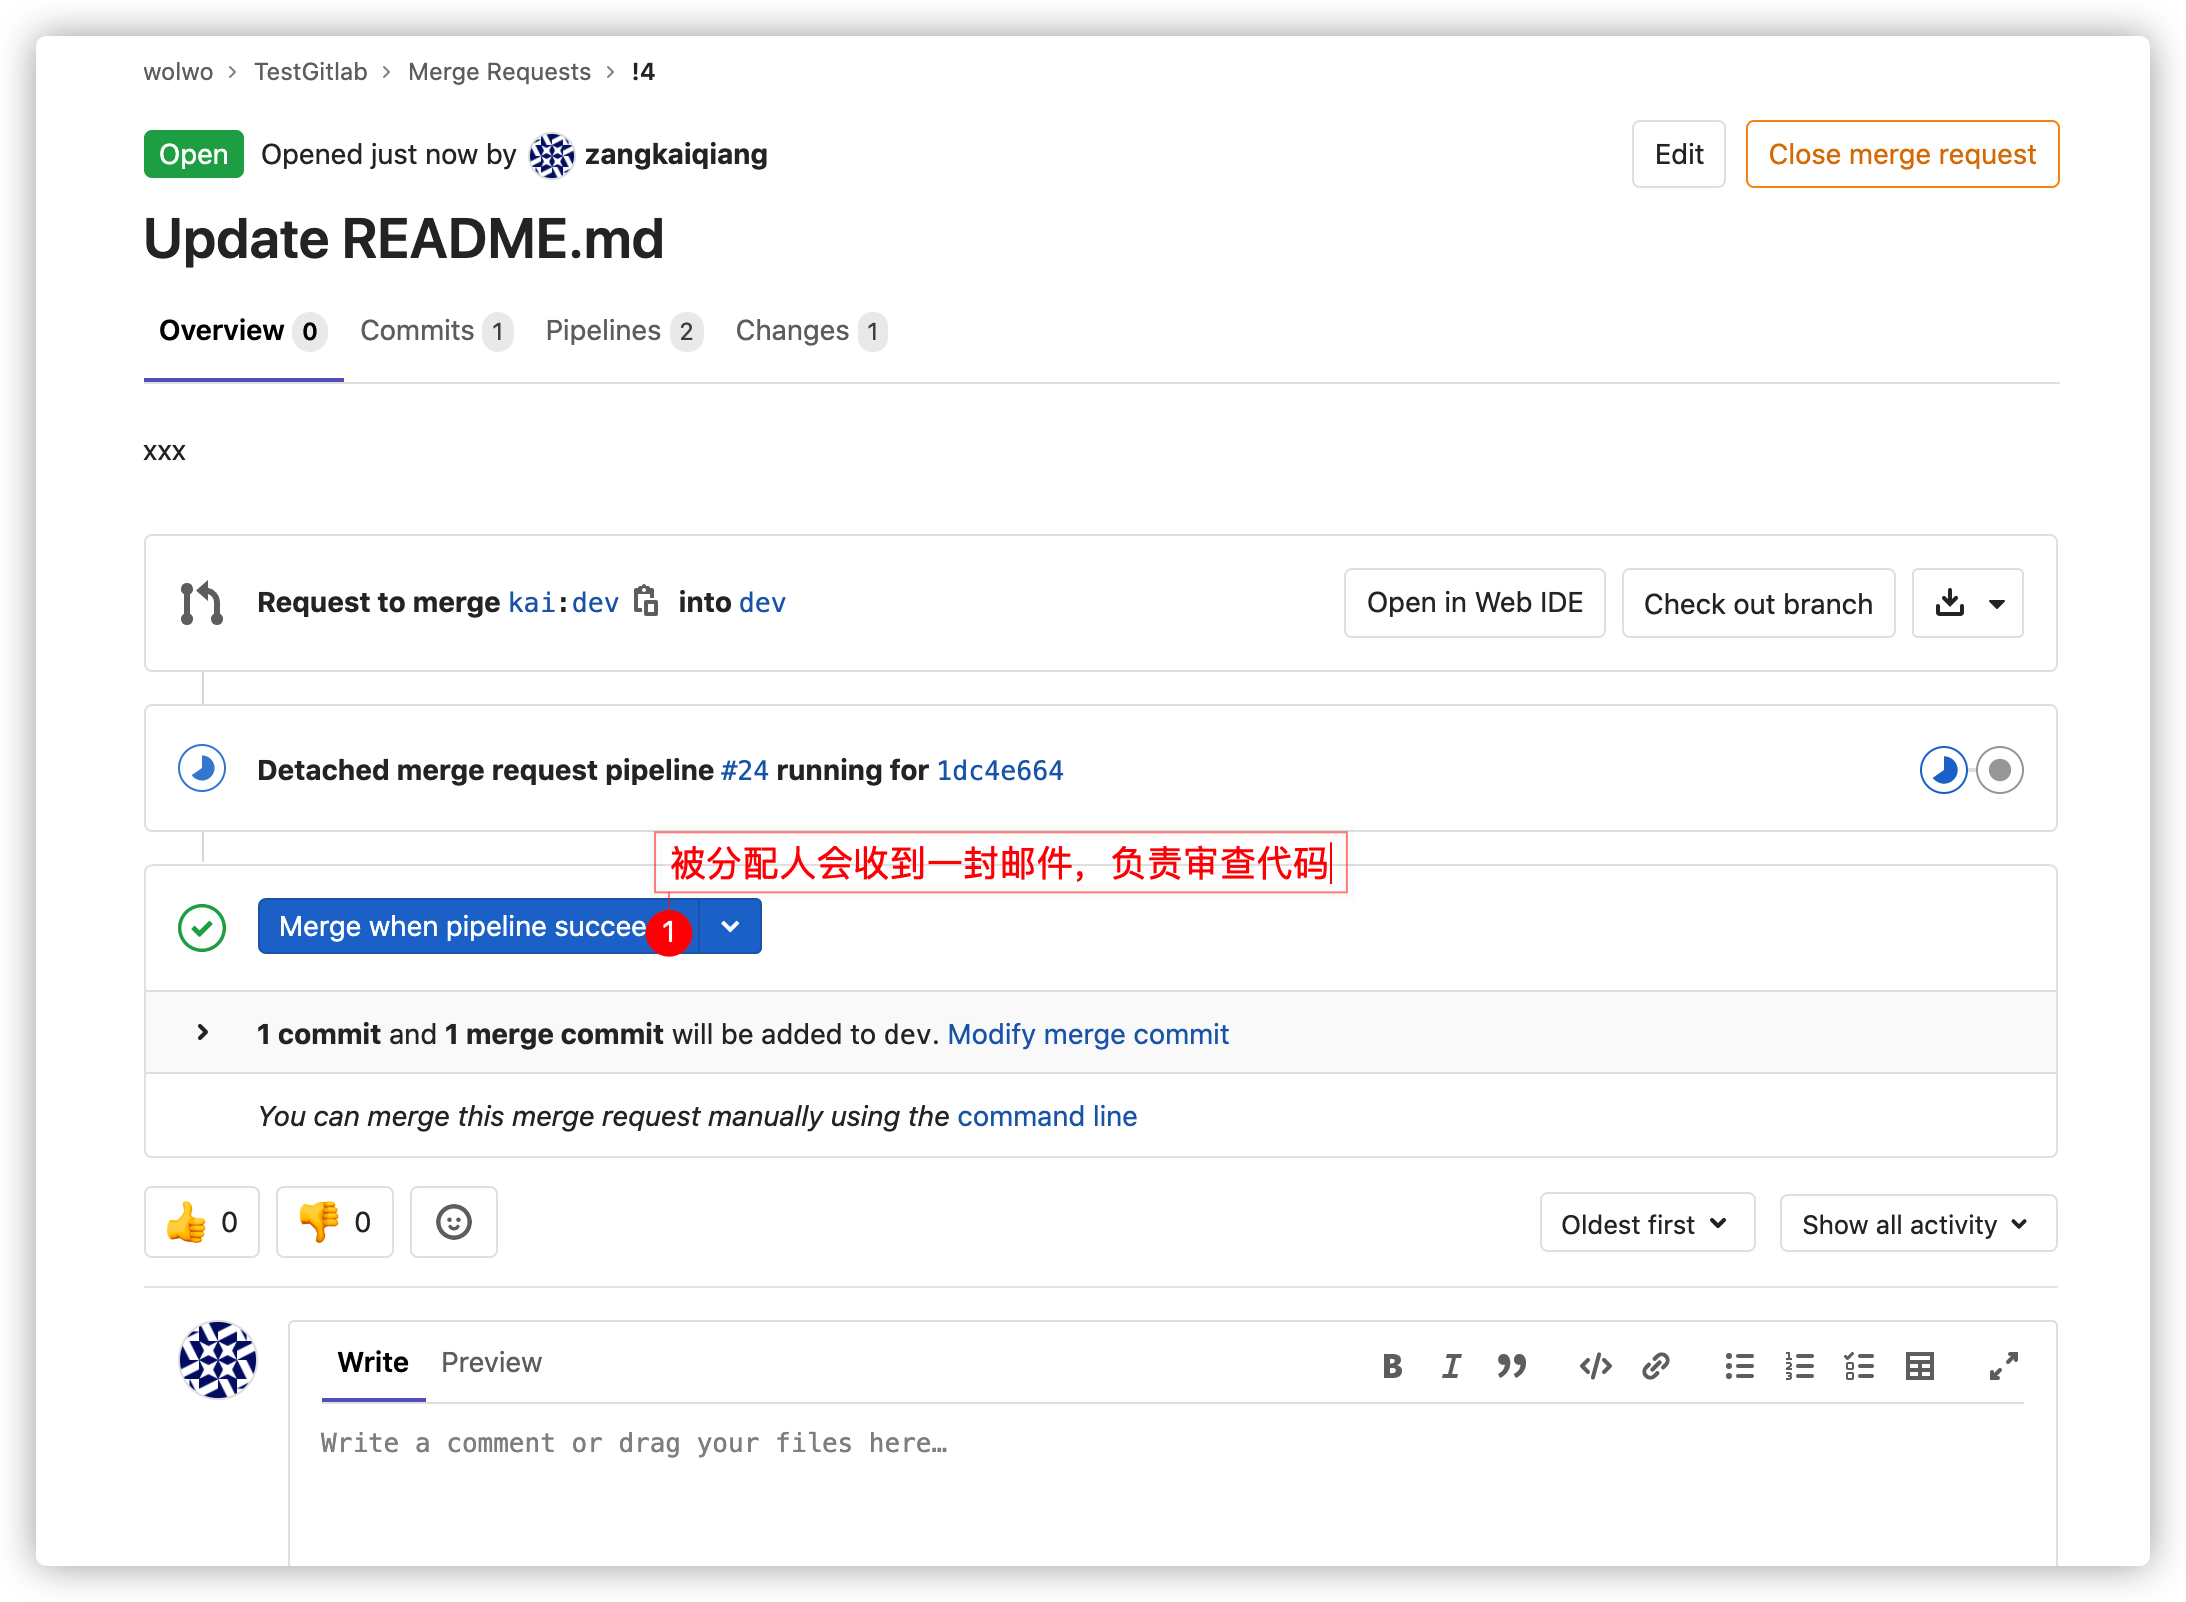 wolwo > TestGitlab > Merge Requests > !4
Open Opened just now by zangkaiqiang Edit Close merge request
Update README.md
Overview 0 Commits 1 Pipelines 2 Changes 1
xxx
Request to merge kai:dev into dev Open in Web IDE Check out branch
Detached merge request pipeline #24 running for 1dc4e664
被分配人会收到一封邮件，负责审查代码
Merge when pipeline succee 1
1 commit and 1 merge commit will be added to dev. Modify merge commit
You can merge this merge request manually using the command line
👍 0 👎 0 Oldest first Show all activity
Write Preview
Write a comment or drag your files here…